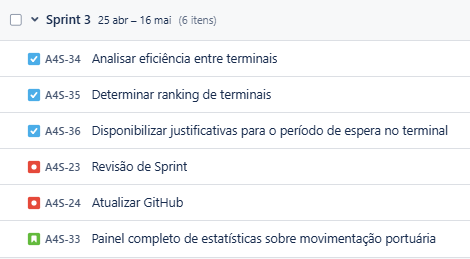 Sprint 3 25 abr – 16 mai (6 itens)
A4S-34 Analisar eficiência entre terminais
A4S-35 Determinar ranking de terminais
A4S-36 Disponibilizar justificativas para o período de espera no terminal
A4S-23 Revisão de Sprint
A4S-24 Atualizar GitHub
A4S-33 Painel completo de estatísticas sobre movimentação portuária